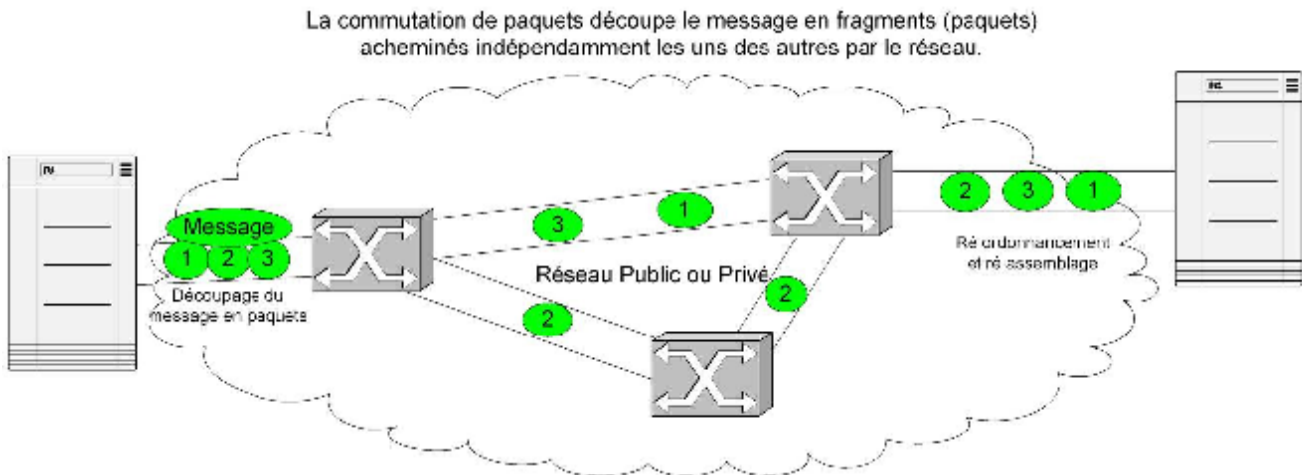 La commutation de paquets découpe le message en fragments (paquets)
acheminés indépendamment les uns des autres par le réseau.
Message
1 2 3
Découpage du
message en paquets
3
1
Réseau Public ou Privé
2
2
2 3 1
Ré ordonnancement
et ré assemblage